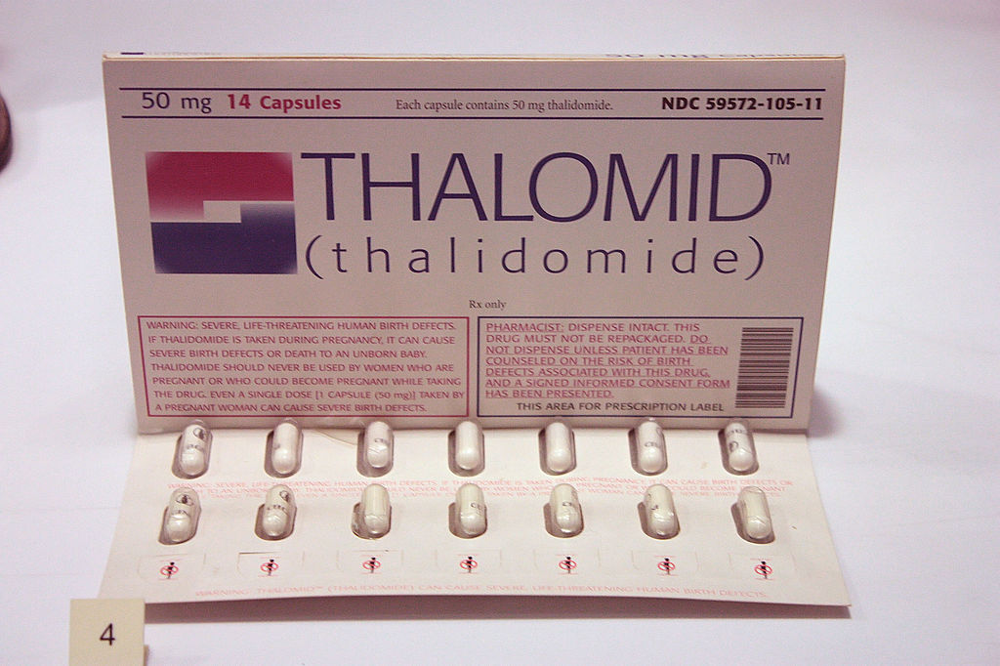 50 mg 14 Capsules Each capsule contains 50 mg thalidomide. NDC 59572-105-11
THALOMID™
(thalidomide)
Rx only
WARNING: SEVERE, LIFE-THREATENING HUMAN BIRTH DEFECTS.
IF THALIDOMIDE IS TAKEN DURING PREGNANCY, IT CAN CAUSE
SEVERE BIRTH DEFECTS OR DEATH TO AN UNBORN BABY.
THALIDOMIDE SHOULD NEVER BE USED BY WOMEN WHO ARE
PREGNANT OR WHO COULD BECOME PREGNANT WHILE TAKING
THE DRUG. EVEN A SINGLE DOSE [1 CAPSULE (50 mg)] TAKEN BY
A PREGNANT WOMAN CAN CAUSE SEVERE BIRTH DEFECTS.
PHARMACIST: DISPENSE INTACT. THIS
DRUG MUST NOT BE REPACKAGED. DO
NOT DISPENSE UNLESS PATIENT HAS BEEN
COUNSELED ON THE RISK OF BIRTH
DEFECTS ASSOCIATED WITH THIS DRUG,
AND A SIGNED INFORMED CONSENT FORM
HAS BEEN PRESENTED.
THIS AREA FOR PRESCRIPTION LABEL
WARNING: SEVERE, LIFE-THREATENING HUMAN BIRTH DEFECTS. IF THALIDOMIDE IS TAKEN DURING PREGNANCY, IT CAN CAUSE BIRTH DEFECTS OR
WARNING: THALOMID™ (THALIDOMIDE) CAN CAUSE SEVERE, LIFE-THREATENING HUMAN BIRTH DEFECTS.
4